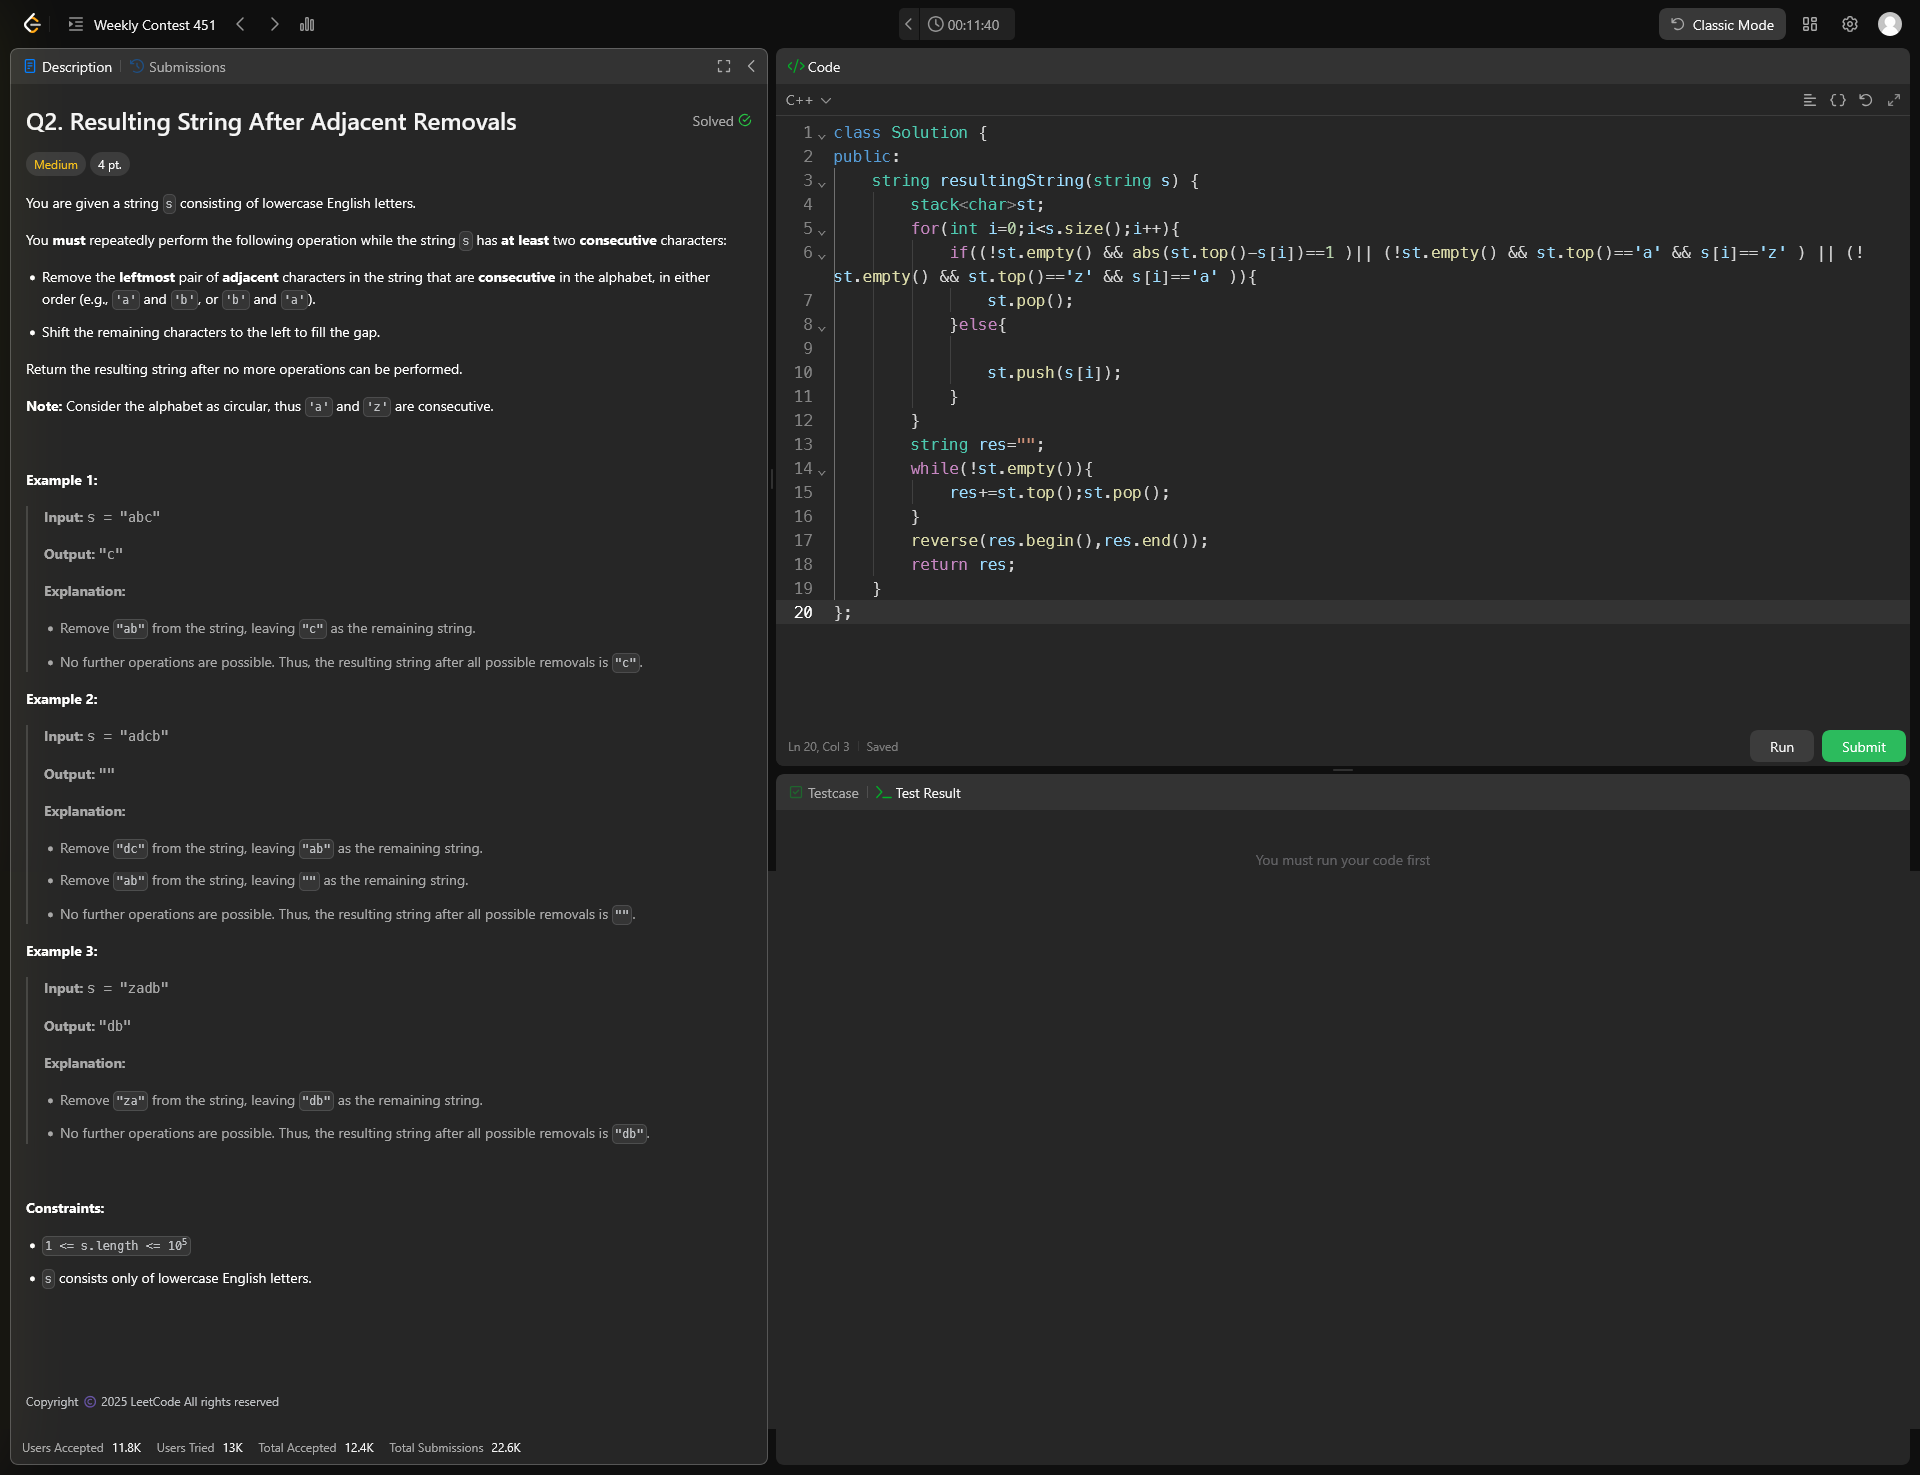 Weekly Contest 451
00:11:40
Classic Mode
Description
Submissions
Q2. Resulting String After Adjacent Removals
Solved
Medium
4 pt.
You are given a string s consisting of lowercase English letters.
You must repeatedly perform the following operation while the string s has at least two consecutive characters:
• Remove the leftmost pair of adjacent characters in the string that are consecutive in the alphabet, in either
order (e.g., 'a' and 'b', or 'b' and 'a').
• Shift the remaining characters to the left to fill the gap.
Return the resulting string after no more operations can be performed.
Note: Consider the alphabet as circular, thus 'a' and 'z' are consecutive.
Example 1:
Input: s = "abc"
Output: "c"
Explanation:
• Remove "ab" from the string, leaving "c" as the remaining string.
• No further operations are possible. Thus, the resulting string after all possible removals is "c".
Example 2:
Input: s = "adcb"
Output: ""
Explanation:
• Remove "dc" from the string, leaving "ab" as the remaining string.
• Remove "ab" from the string, leaving "" as the remaining string.
• No further operations are possible. Thus, the resulting string after all possible removals is "".
Example 3:
Input: s = "zadb"
Output: "db"
Explanation:
• Remove "za" from the string, leaving "db" as the remaining string.
• No further operations are possible. Thus, the resulting string after all possible removals is "db".
Constraints:
• 1 <= s.length <= 10⁵
• s consists only of lowercase English letters.
Copyright © 2025 LeetCode All rights reserved
Users Accepted 11.8K Users Tried 13K Total Accepted 12.4K Total Submissions 22.6K
</> Code
C++
1 class Solution {
2 public:
3     string resultingString(string s) {
4         stack<char>st;
5         for(int i=0;i<s.size();i++){
6             if((!st.empty() && abs(st.top()-s[i])==1 )|| (!st.empty() && st.top()=='a' && s[i]=='z' ) || (!
st.empty() && st.top()=='z' && s[i]=='a' )){
7                 st.pop();
8             }else{
9
10                 st.push(s[i]);
11             }
12         }
13         string res="";
14         while(!st.empty()){
15             res+=st.top();st.pop();
16         }
17         reverse(res.begin(),res.end());
18         return res;
19     }
20 };
Ln 20, Col 3
Saved
Run
Submit
Testcase
Test Result
You must run your code first